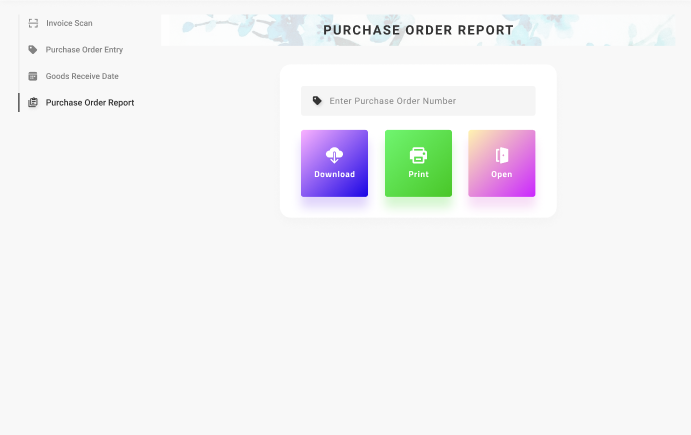 Invoice Scan
Purchase Order Entry
Goods Receive Date
Purchase Order Report
PURCHASE ORDER REPORT
Enter Purchase Order Number
Download
Print
Open